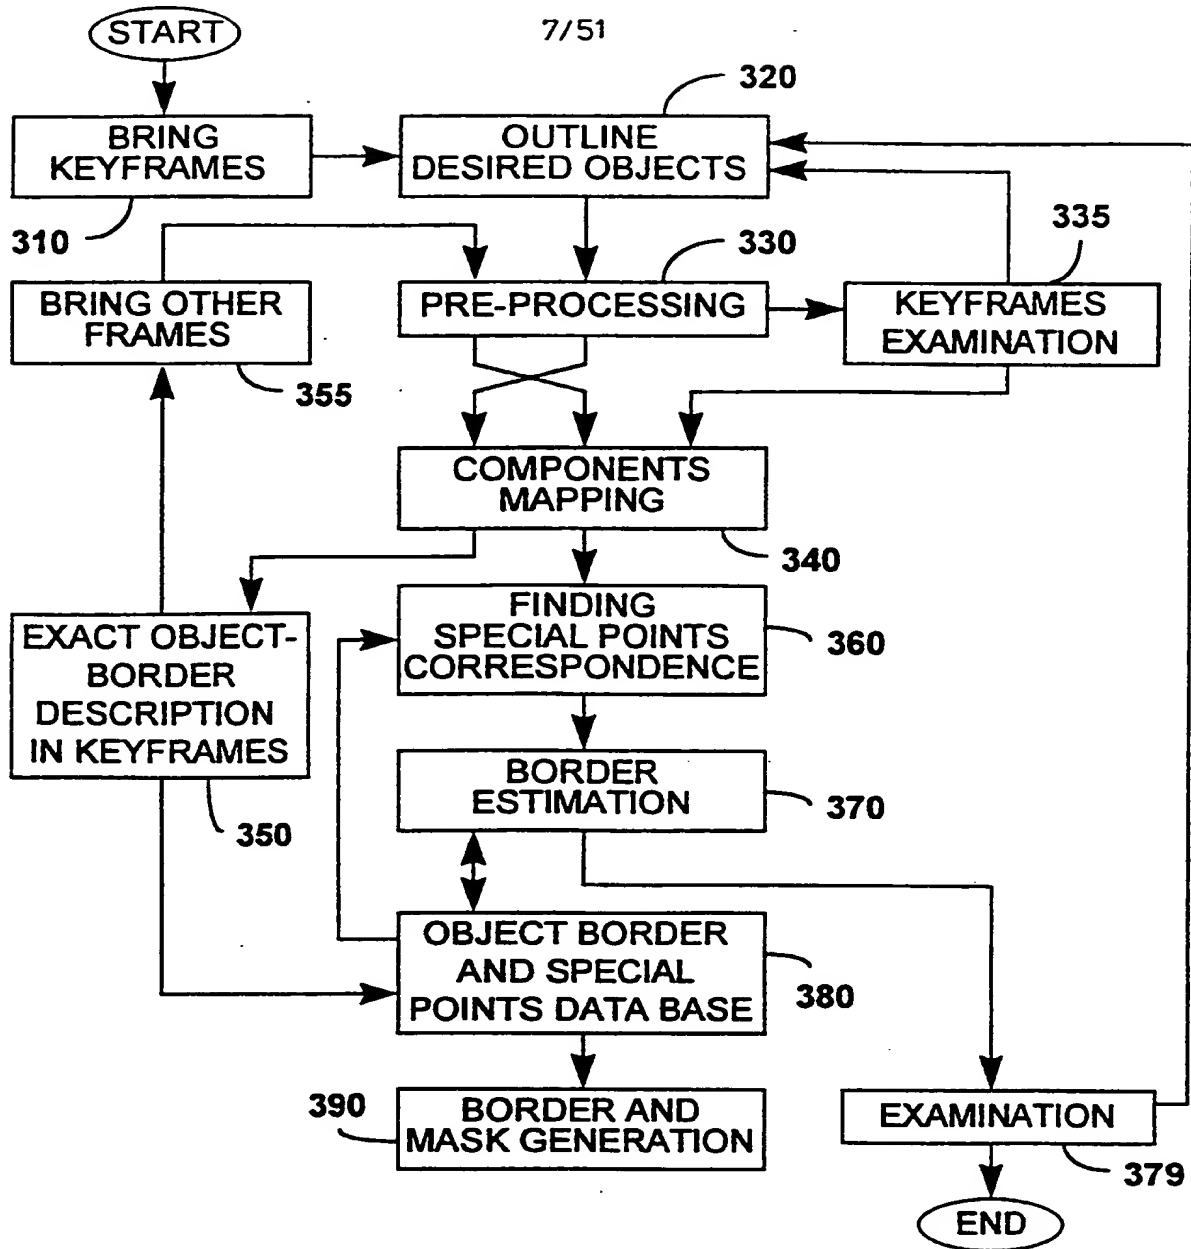 START
7/51
320
BRING
KEYFRAMES
OUTLINE
DESIRED OBJECTS
310
330
335
BRING OTHER
FRAMES
PRE-PROCESSING
KEYFRAMES
EXAMINATION
355
COMPONENTS
MAPPING
340
EXACT OBJECT-
BORDER
DESCRIPTION
IN KEYFRAMES
FINDING
SPECIAL POINTS
CORRESPONDENCE
360
350
BORDER
ESTIMATION
370
OBJECT BORDER
AND SPECIAL
POINTS DATA BASE
380
390
BORDER AND
MASK GENERATION
EXAMINATION
379
END